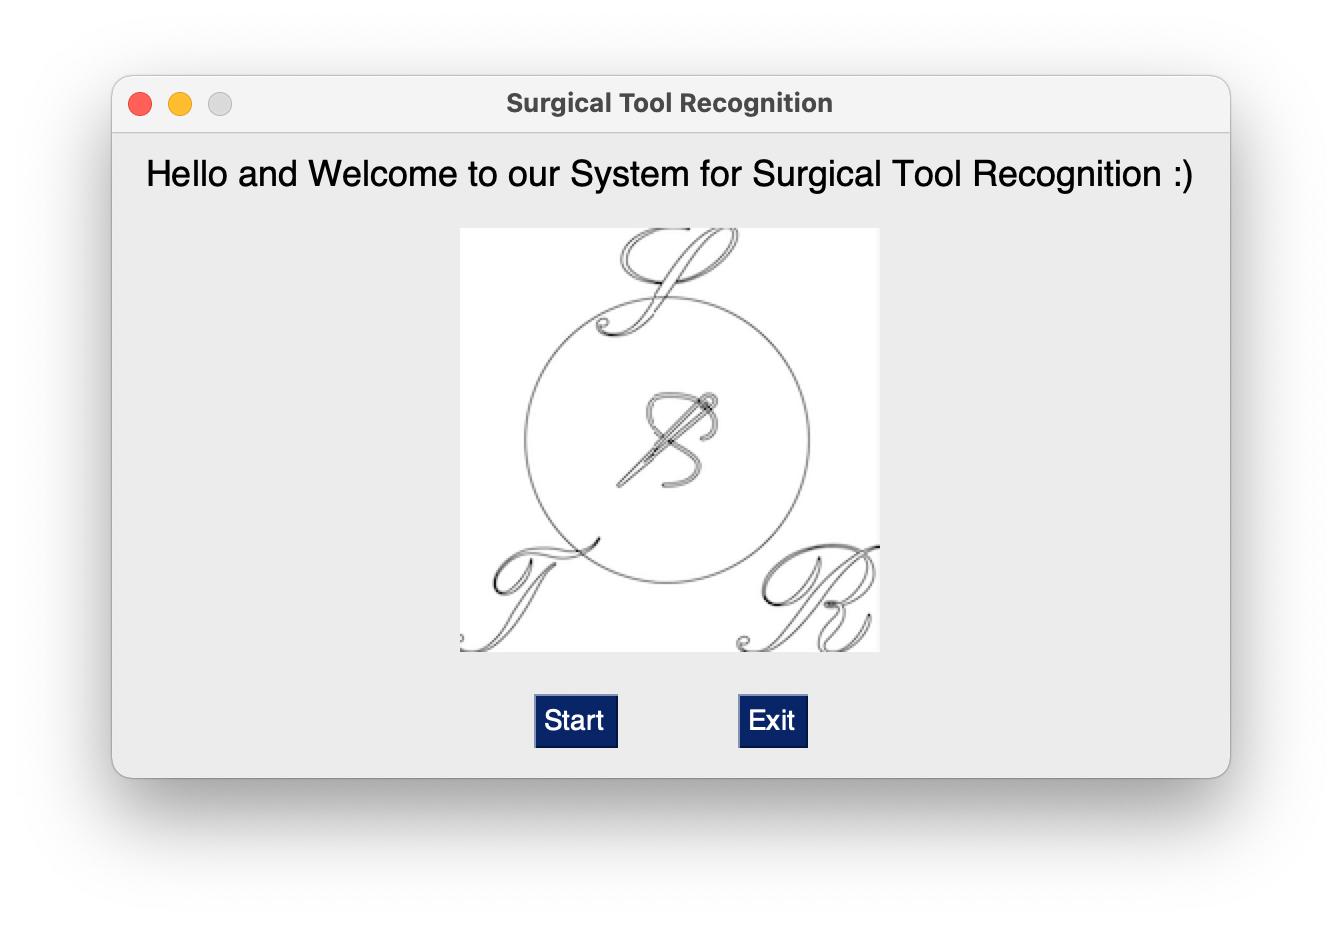 Surgical Tool Recognition
Hello and Welcome to our System for Surgical Tool Recognition :)
S
S
T R
Start Exit